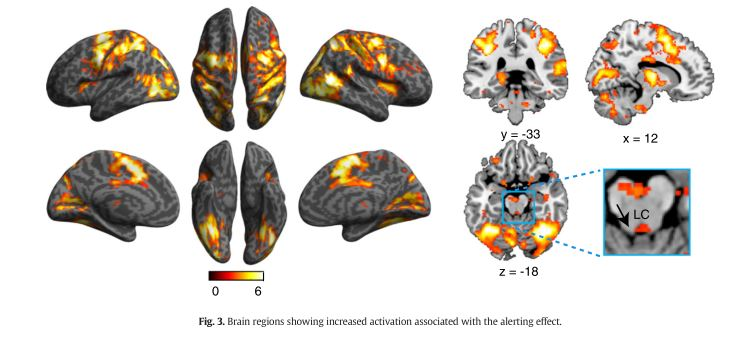 y = -33
x = 12
LC
z = -18
0 6
Fig. 3. Brain regions showing increased activation associated with the alerting effect.